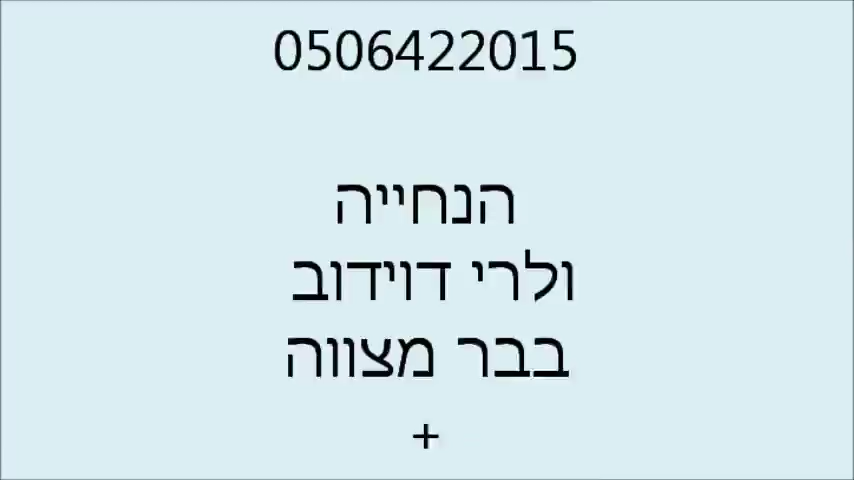 0506422015
הנחייה
ולרי דוידוב
בבר מצווה
+